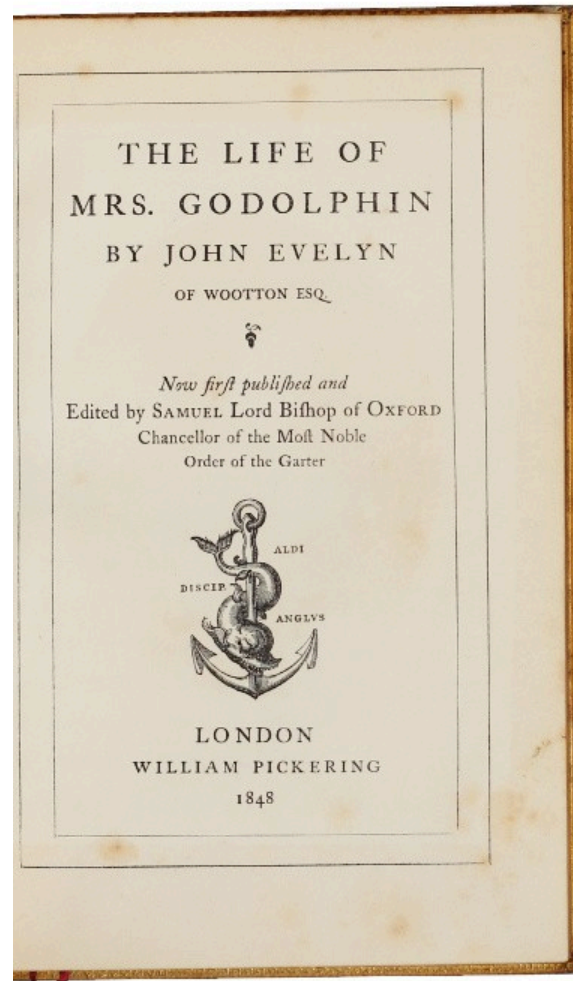 THE LIFE OF
MRS. GODOLPHIN
BY JOHN EVELYN
OF WOOTTON ESQ.
Now firſt publiſhed and
Edited by SAMUEL Lord Biſhop of OXFORD
Chancellor of the Moſt Noble
Order of the Garter
ALDI
DISCIP.
ANGLVS
LONDON
WILLIAM PICKERING
1848